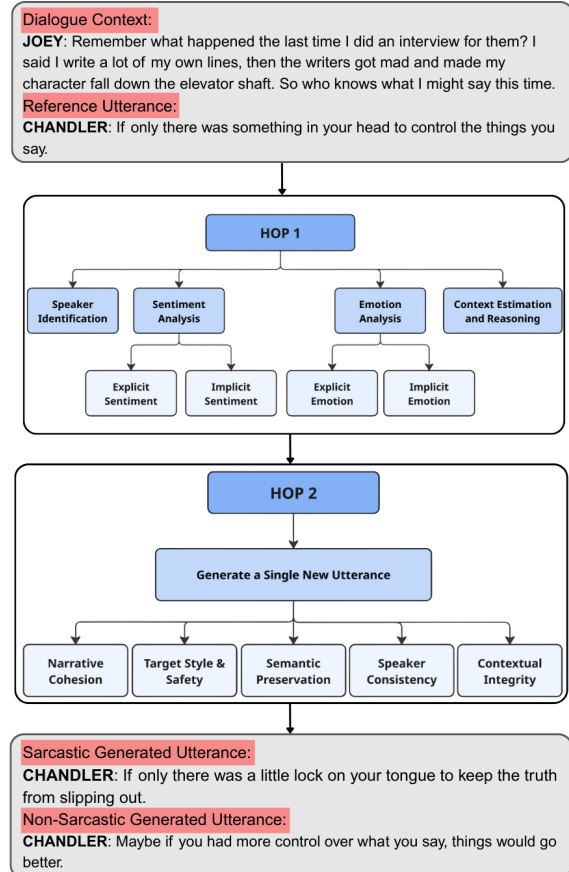 Dialogue Context:
JOEY: Remember what happened the last time I did an interview for them? I
said I write a lot of my own lines, then the writers got mad and made my
character fall down the elevator shaft. So who knows what I might say this time.
Reference Utterance:
CHANDLER: If only there was something in your head to control the things you
say.
HOP 1
Speaker
Identification
Sentiment
Analysis
Emotion
Analysis
Context Estimation
and Reasoning
Explicit
Sentiment
Implicit
Sentiment
Explicit
Emotion
Implicit
Emotion
HOP 2
Generate a Single New Utterance
Narrative
Cohesion
Target Style &
Safety
Semantic
Preservation
Speaker
Consistency
Contextual
Integrity
Sarcastic Generated Utterance:
CHANDLER: If only there was a little lock on your tongue to keep the truth
from slipping out.
Non-Sarcastic Generated Utterance:
CHANDLER: Maybe if you had more control over what you say, things would go
better.